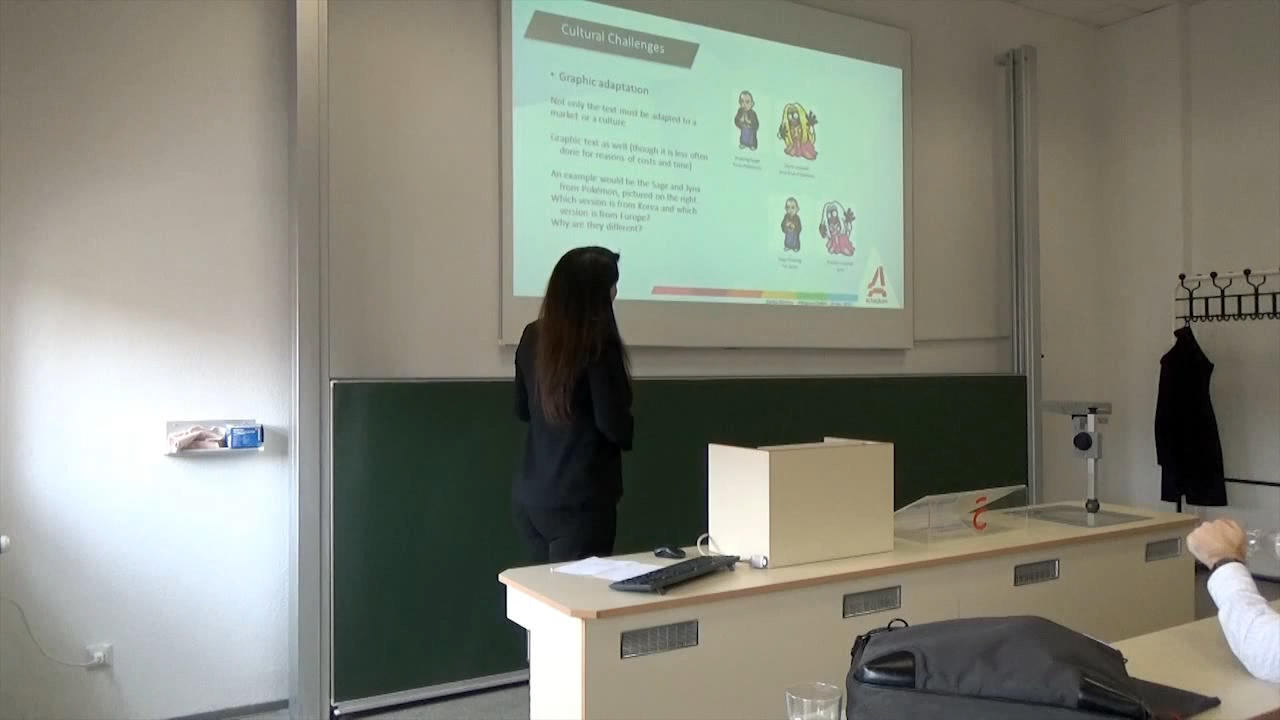 Cultural Challenges
• Graphic adaptation
Not only the text must be adapted to a
market or a culture
Graphic text as well (though it is less often
done for reasons of costs and time)
An example would be the Sage and Jynx
from Pokémon, pictured on the right.
Which version is from Korea and which
version is from Europe?
Why are they different?